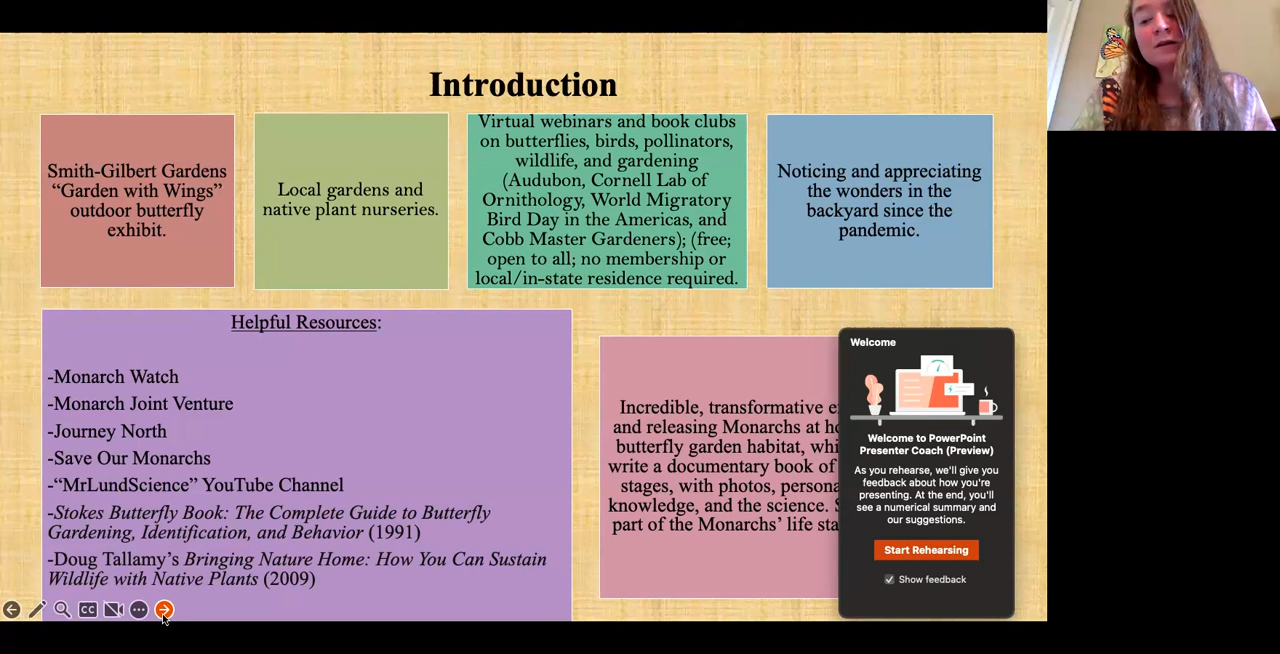 Introduction
Smith-Gilbert Gardens
“Garden with Wings”
outdoor butterfly
exhibit.
Local gardens and
native plant nurseries.
Virtual webinars and book clubs
on butterflies, birds, pollinators,
wildlife, and gardening
(Audubon, Cornell Lab of
Ornithology, World Migratory
Bird Day in the Americas, and
Cobb Master Gardeners); (free;
open to all; no membership or
local/in-state residence required.
Noticing and appreciating
the wonders in the
backyard since the
pandemic.
Helpful Resources:
-Monarch Watch
-Monarch Joint Venture
-Journey North
-Save Our Monarchs
-“MrLundScience” YouTube Channel
-Stokes Butterfly Book: The Complete Guide to Butterfly
Gardening, Identification, and Behavior (1991)
-Doug Tallamy’s Bringing Nature Home: How You Can Sustain
Wildlife with Native Plants (2009)
Incredible, transformative
and releasing Monarchs at
butterfly garden habitat,
write a documentary book of
stages, with photos,
knowledge, and the science.
part of the Monarchs’ life
Welcome
Welcome to PowerPoint
Presenter Coach (Preview)
As you rehearse, we'll give you
feedback about how you're
presenting. At the end, you'll
see a numerical summary and
our suggestions.
Start Rehearsing
Show feedback
CC